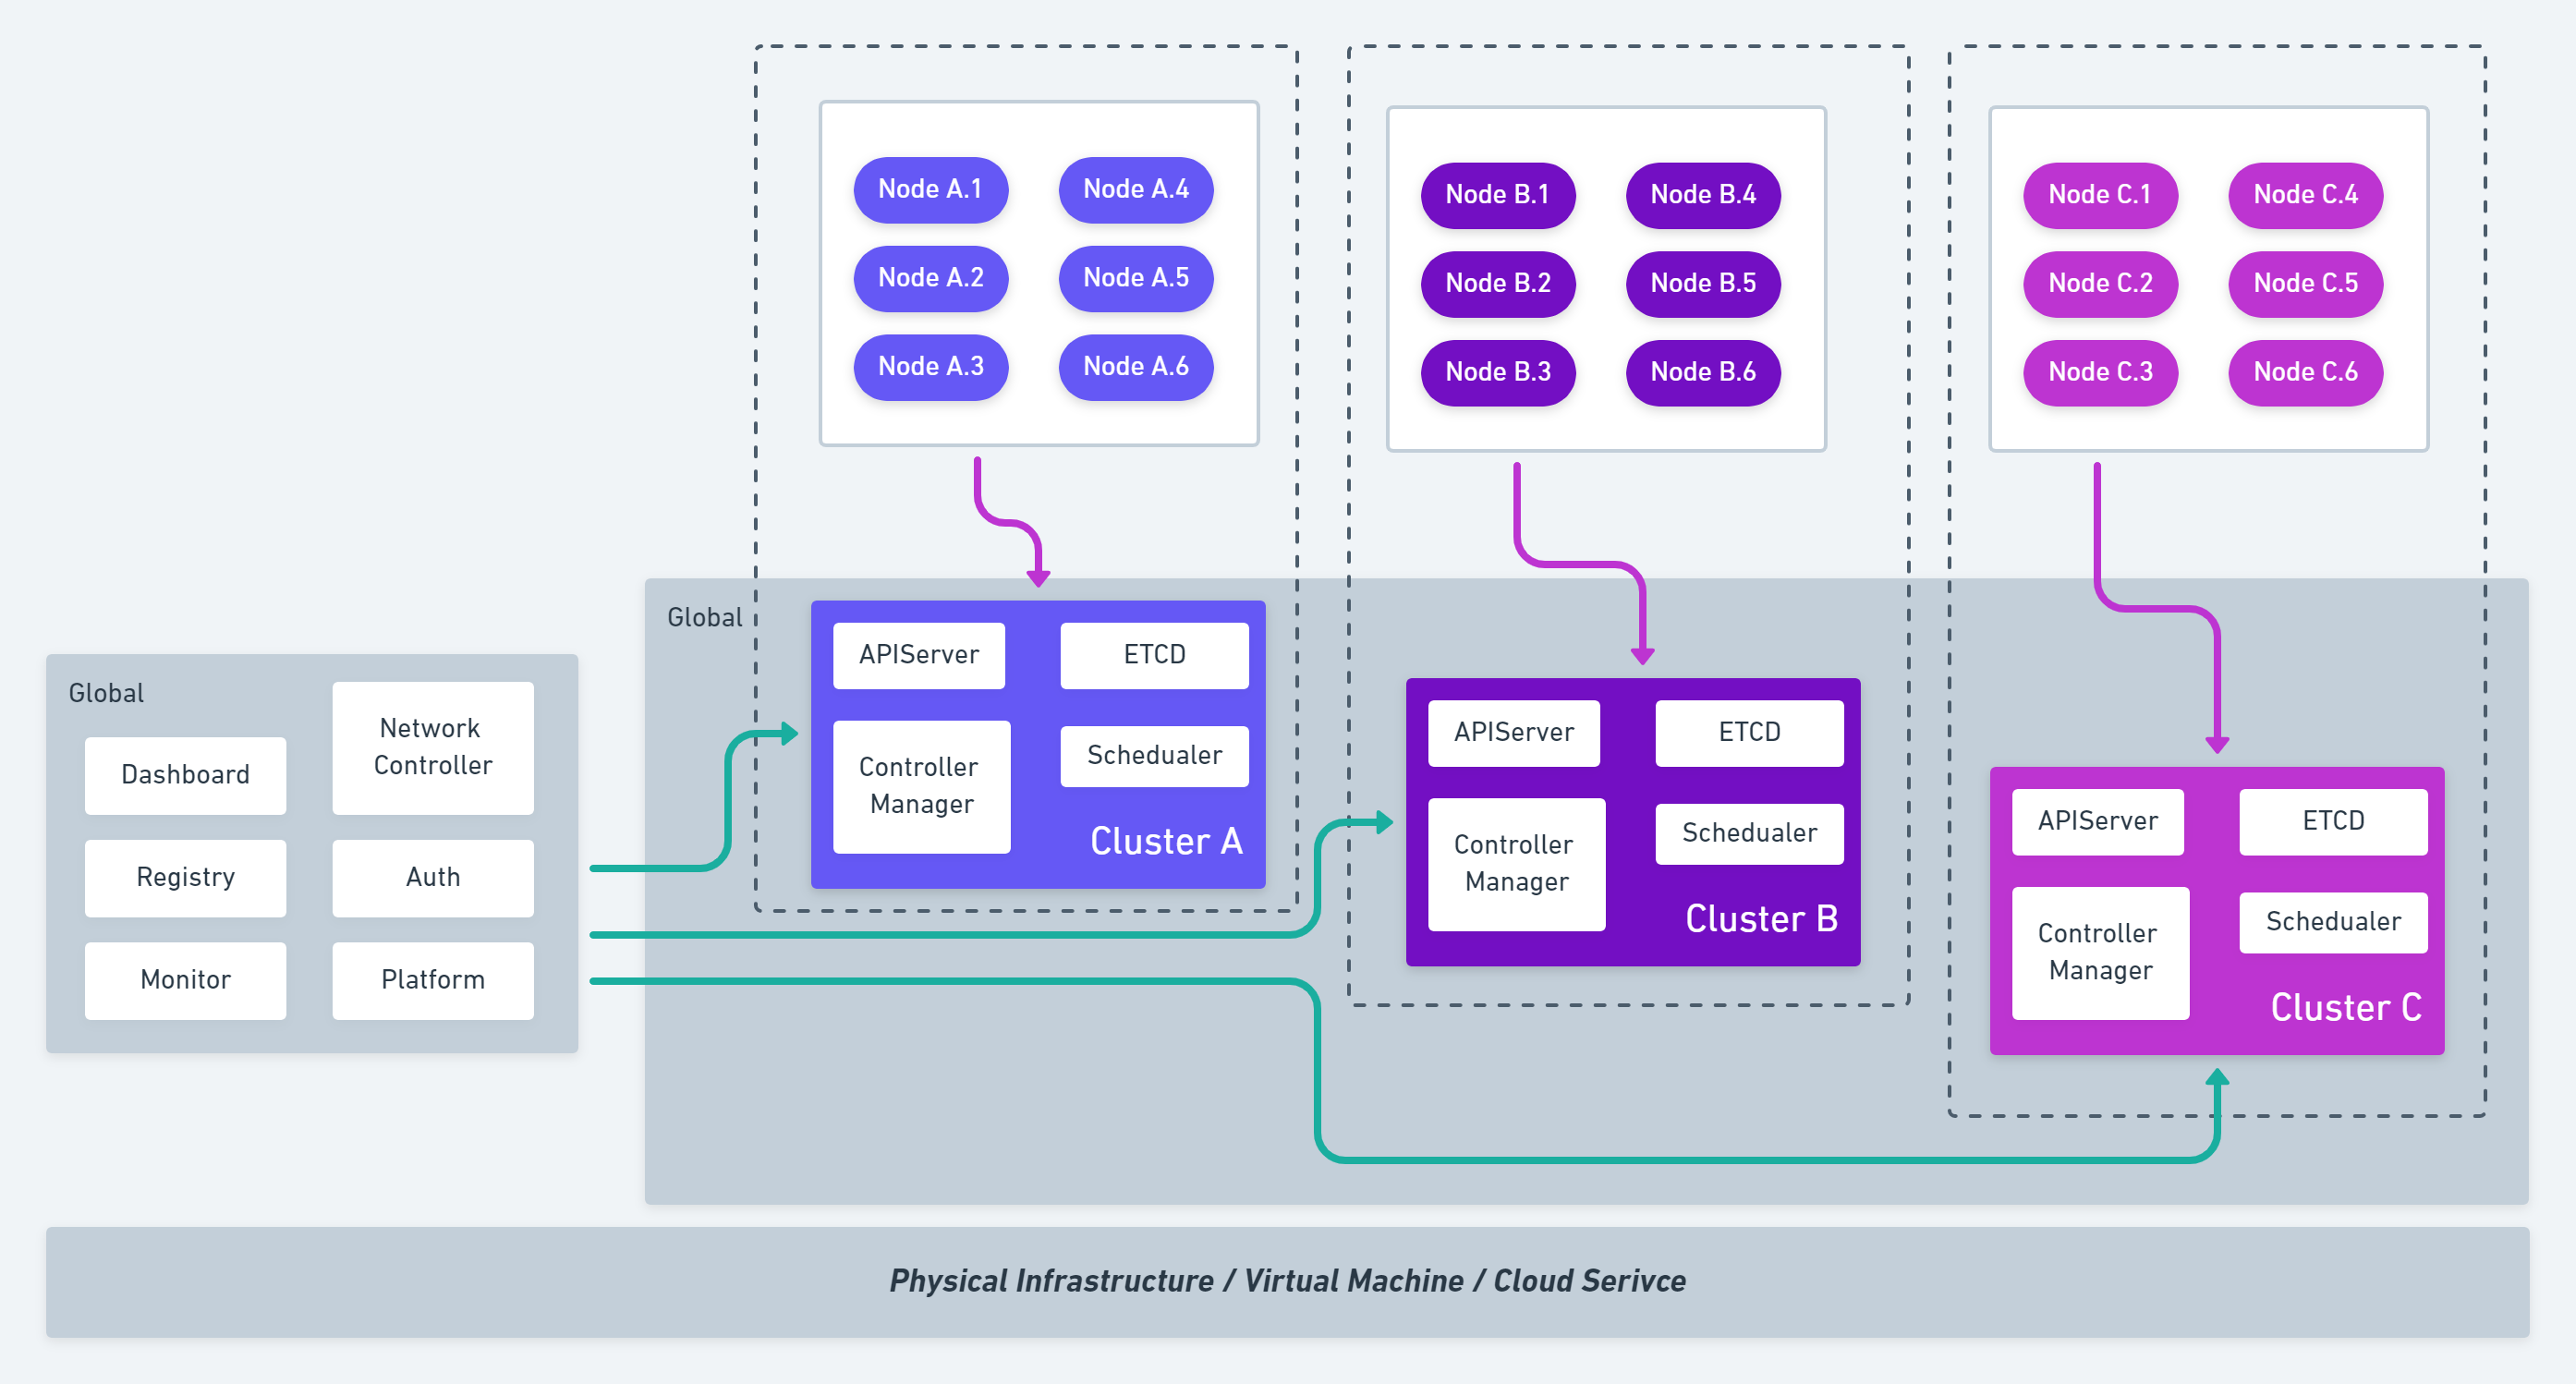 Node A.1
Node A.4
Node A.2
Node A.5
Node A.3
Node A.6
Node B.1
Node B.4
Node B.2
Node B.5
Node B.3
Node B.6
Node C.1
Node C.4
Node C.2
Node C.5
Node C.3
Node C.6
Global
Dashboard
Network
Controller
Registry
Auth
Monitor
Platform
Global
APIServer
ETCD
Controller
Manager
Schedualer
Cluster A
APIServer
ETCD
Controller
Manager
Schedualer
Cluster B
APIServer
ETCD
Controller
Manager
Schedualer
Cluster C
Physical Infrastructure / Virtual Machine / Cloud Serivce